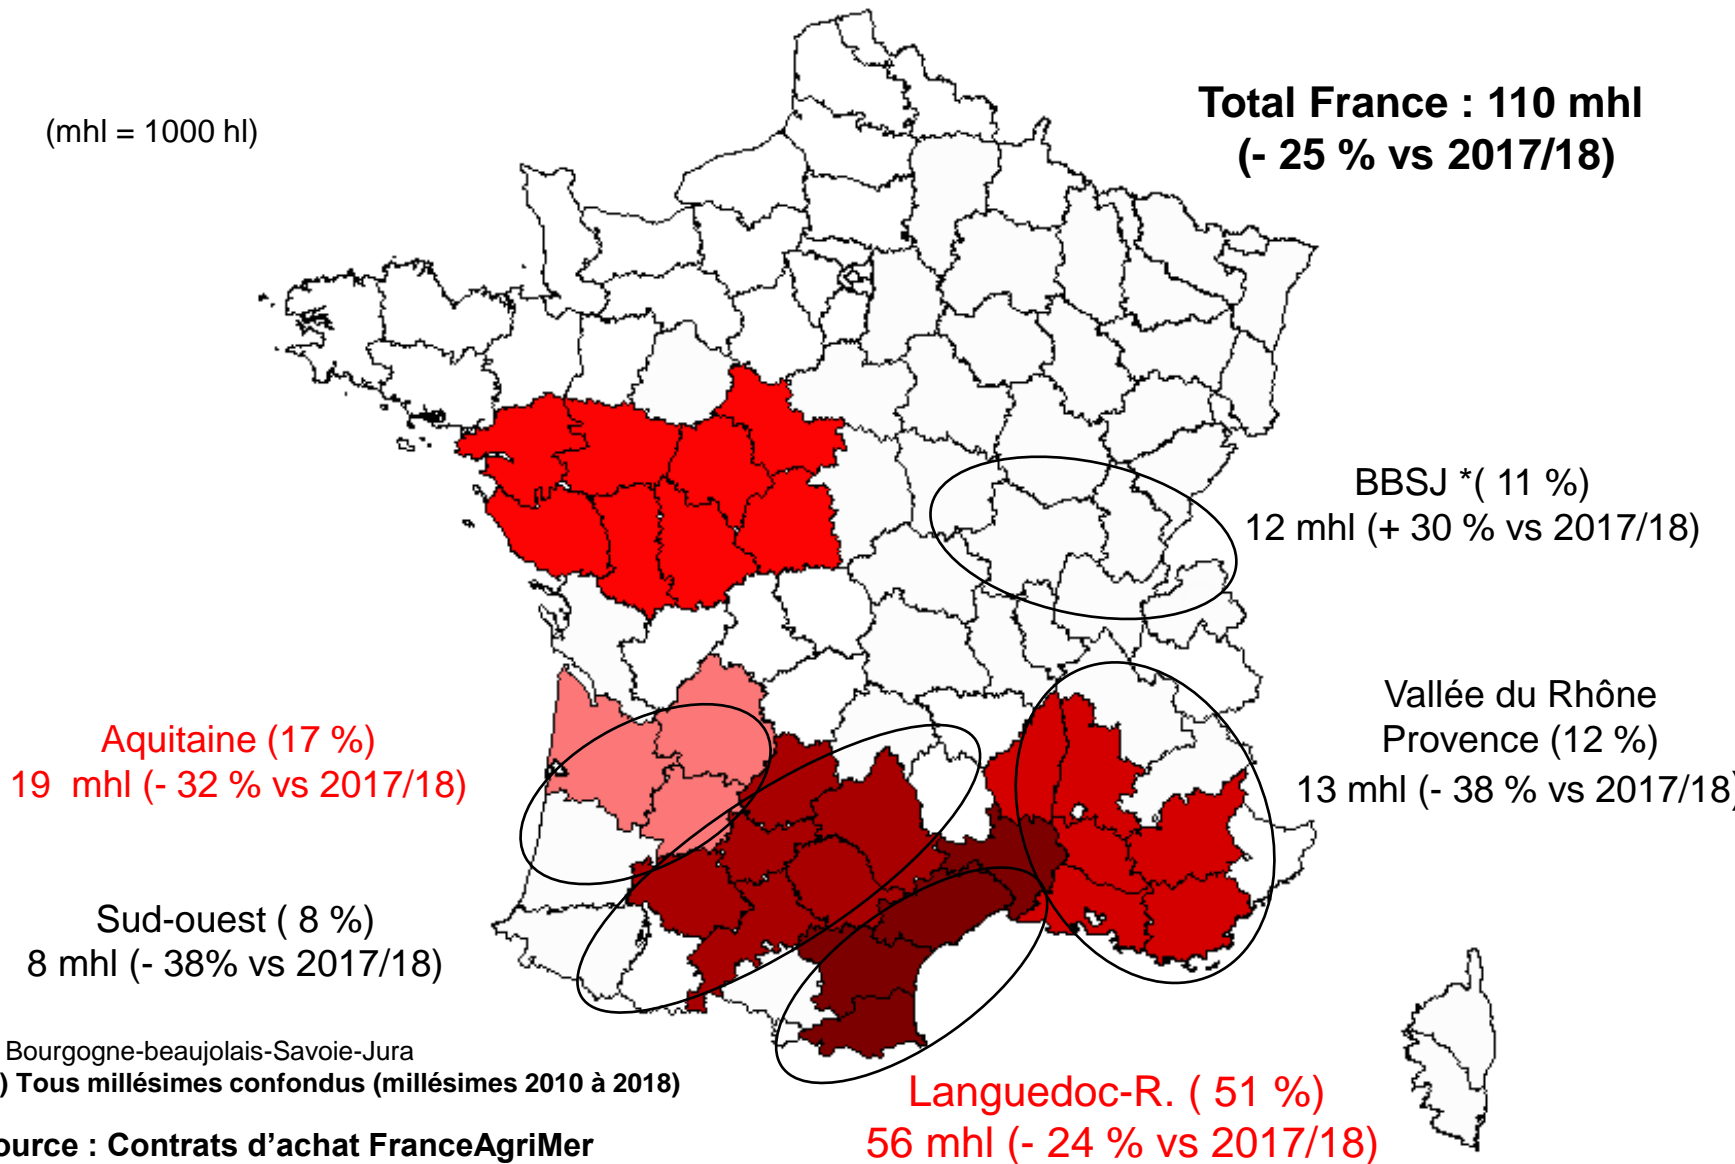 (mhl = 1000 hl)
Total France : 110 mhl
(- 25 % vs 2017/18)
BBSJ *( 11 %)
12 mhl (+ 30 % vs 2017/18)
Vallée du Rhône
Provence (12 %)
13 mhl (- 38 % vs 2017/18)
Aquitaine (17 %)
19 mhl (- 32 % vs 2017/18)
Sud-ouest ( 8 %)
8 mhl (- 38% vs 2017/18)
Bourgogne-beaujolais-Savoie-Jura
) Tous millésimes confondus (millésimes 2010 à 2018)
Languedoc-R. ( 51 %)
56 mhl (- 24 % vs 2017/18)
ource : Contrats d'achat FranceAgriMer